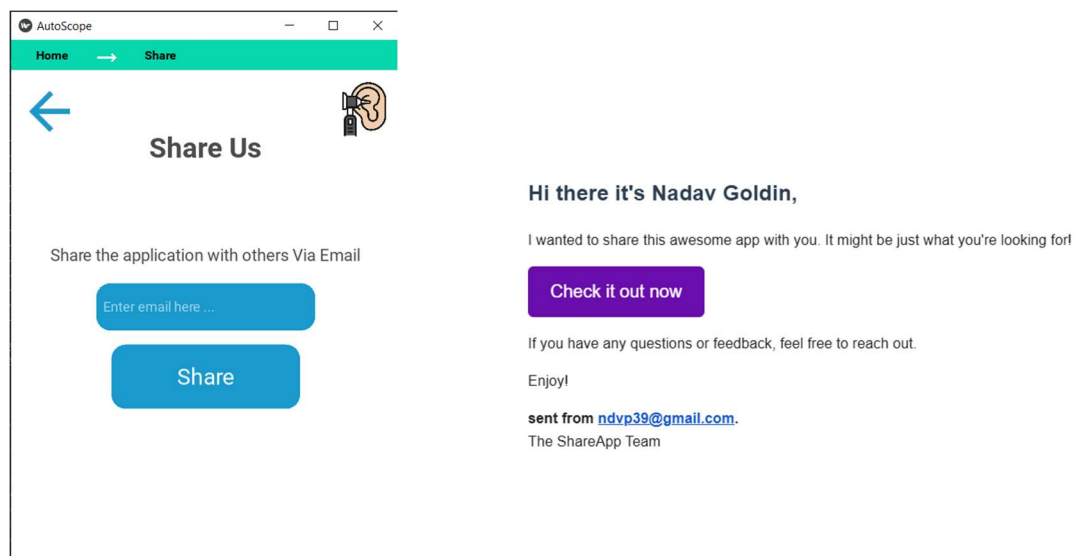 AutoScope
Home → Share
Share Us
Share the application with others Via Email
Enter email here ...
Share
Hi there it's Nadav Goldin,
I wanted to share this awesome app with you. It might be just what you're looking for!
Check it out now
If you have any questions or feedback, feel free to reach out.
Enjoy!
sent from ndvp39@gmail.com.
The ShareApp Team